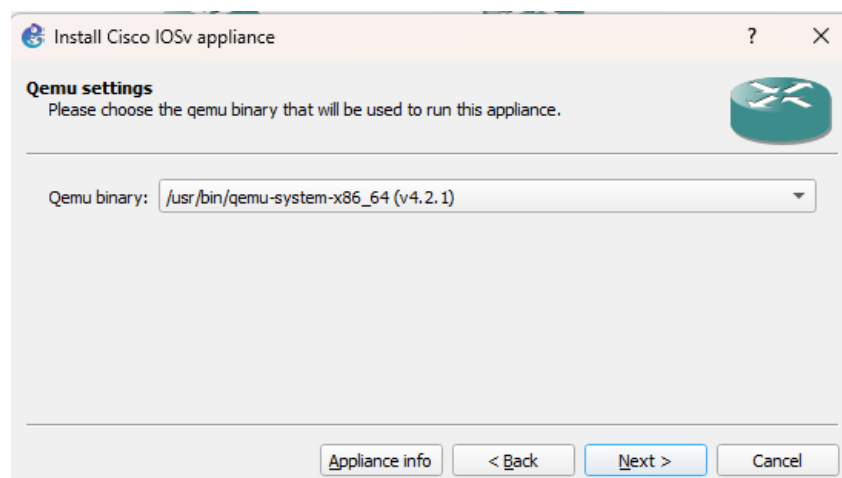 Install Cisco IOSv appliance ?
Qemu settings
Please choose the qemu binary that will be used to run this appliance.
Qemu binary: /usr/bin/qemu-system-x86_64 (v4.2.1)
Appliance info < Back Next > Cancel